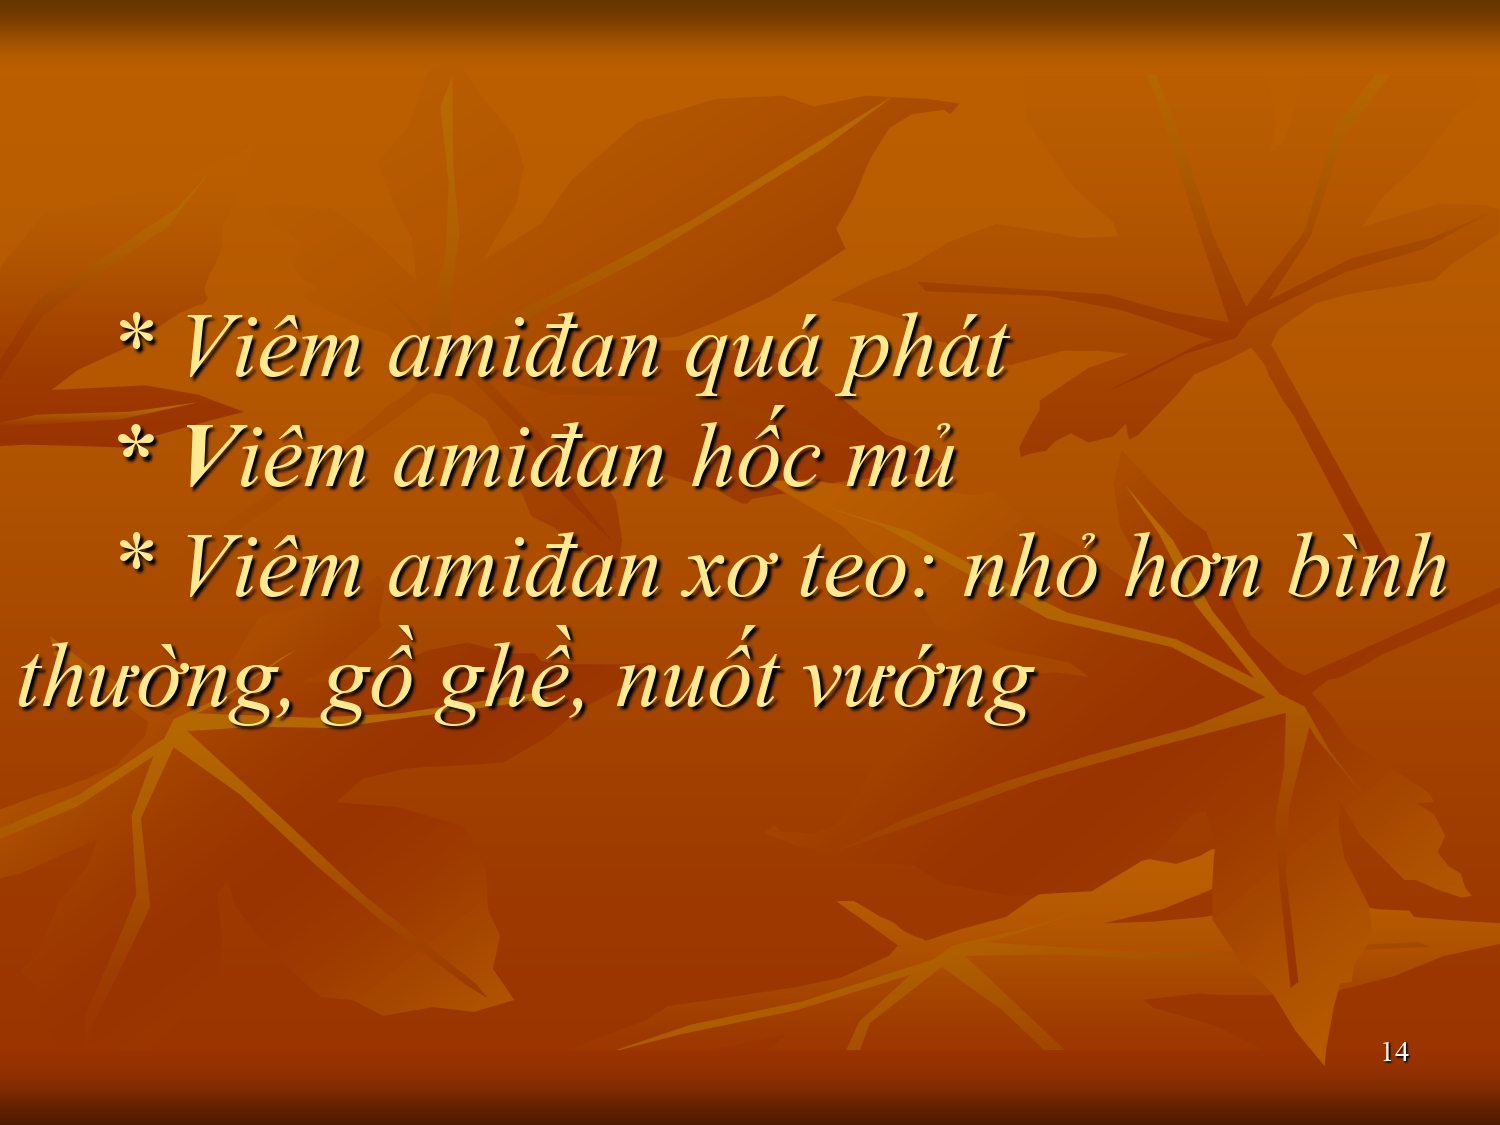 * Viêm amiđan quá phát
* Viêm amiđan hốc mủ
* Viêm amiđan xơ teo: nhỏ hơn bình
thường, gồ ghề, nuốt vướng
14